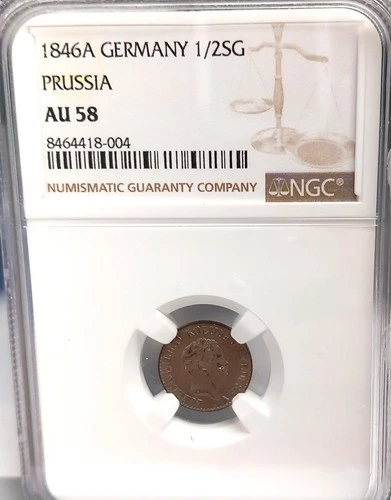 1846A GERMANY 1/2SG
PRUSSIA
AU 58
8464418-004
NUMISMATIC GUARANTY COMPANY
NGC®